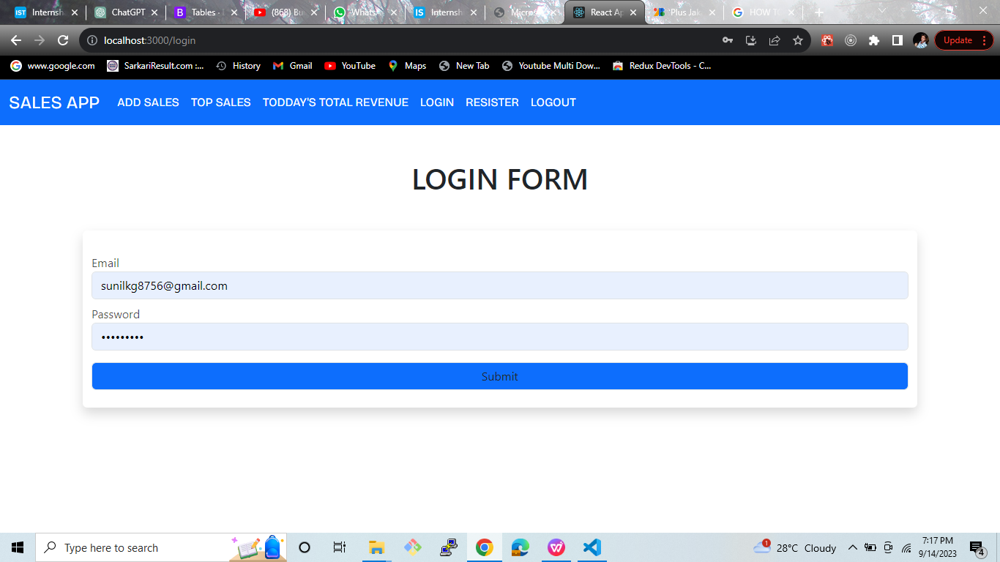 Internsh
ChatGPT
Tables -
(868) Bu
WhatsA
Internsh
Micros
React Ap
'Plus Jak
HOW T
localhost:3000/login
Update
www.google.com
SarkariResult.com :...
History
Gmail
YouTube
Maps
New Tab
Youtube Multi Dow...
Redux DevTools - C...
SALES APP
ADD SALES
TOP SALES
TODDAY'S TOTAL REVENUE
LOGIN
RESISTER
LOGOUT
LOGIN FORM
Email
sunilkg8756@gmail.com
Password
•••••••••
Submit
Type here to search
1
28°C Cloudy
7:17 PM
9/14/2023
4